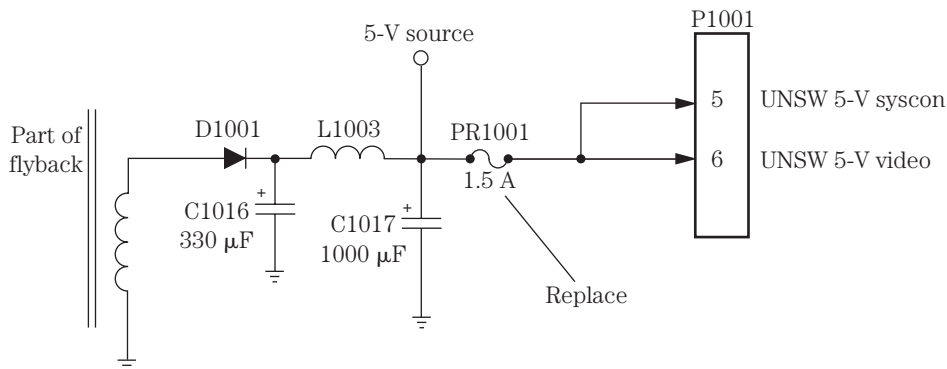 P1001
5-V source
5 UNSW 5-V syscon
Part of
flyback
D1001
L1003
PR1001
6 UNSW 5-V video
1.5 A
+
C1016
330 μF
+
C1017
1000 μF
Replace